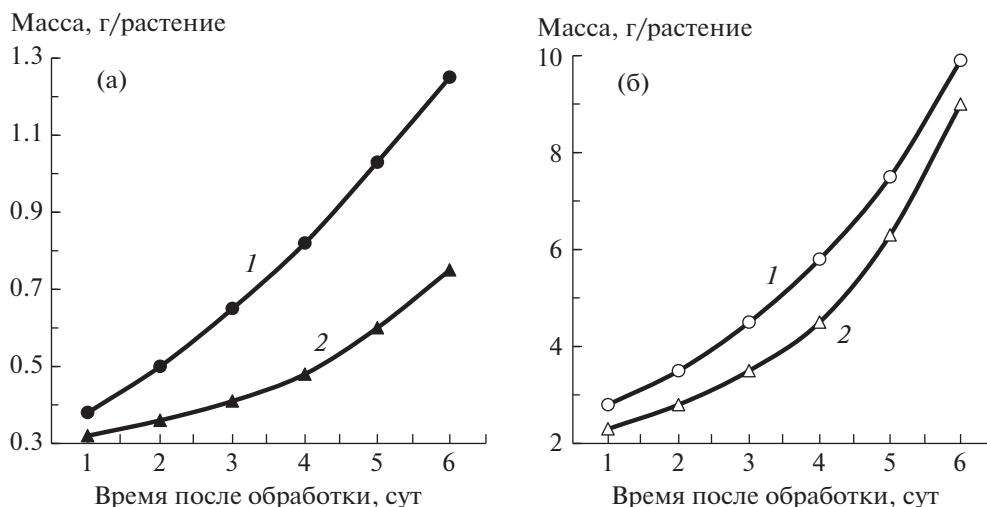 Масса, г/растение
1.3
(а)
1.1
0.9
0.7
0.5
0.3
1
2
1 2 3 4 5 6
Время после обработки, сут
Масса, г/растение
10
(б)
8
6
4
2
1
2
1 2 3 4 5 6
Время после обработки, сут